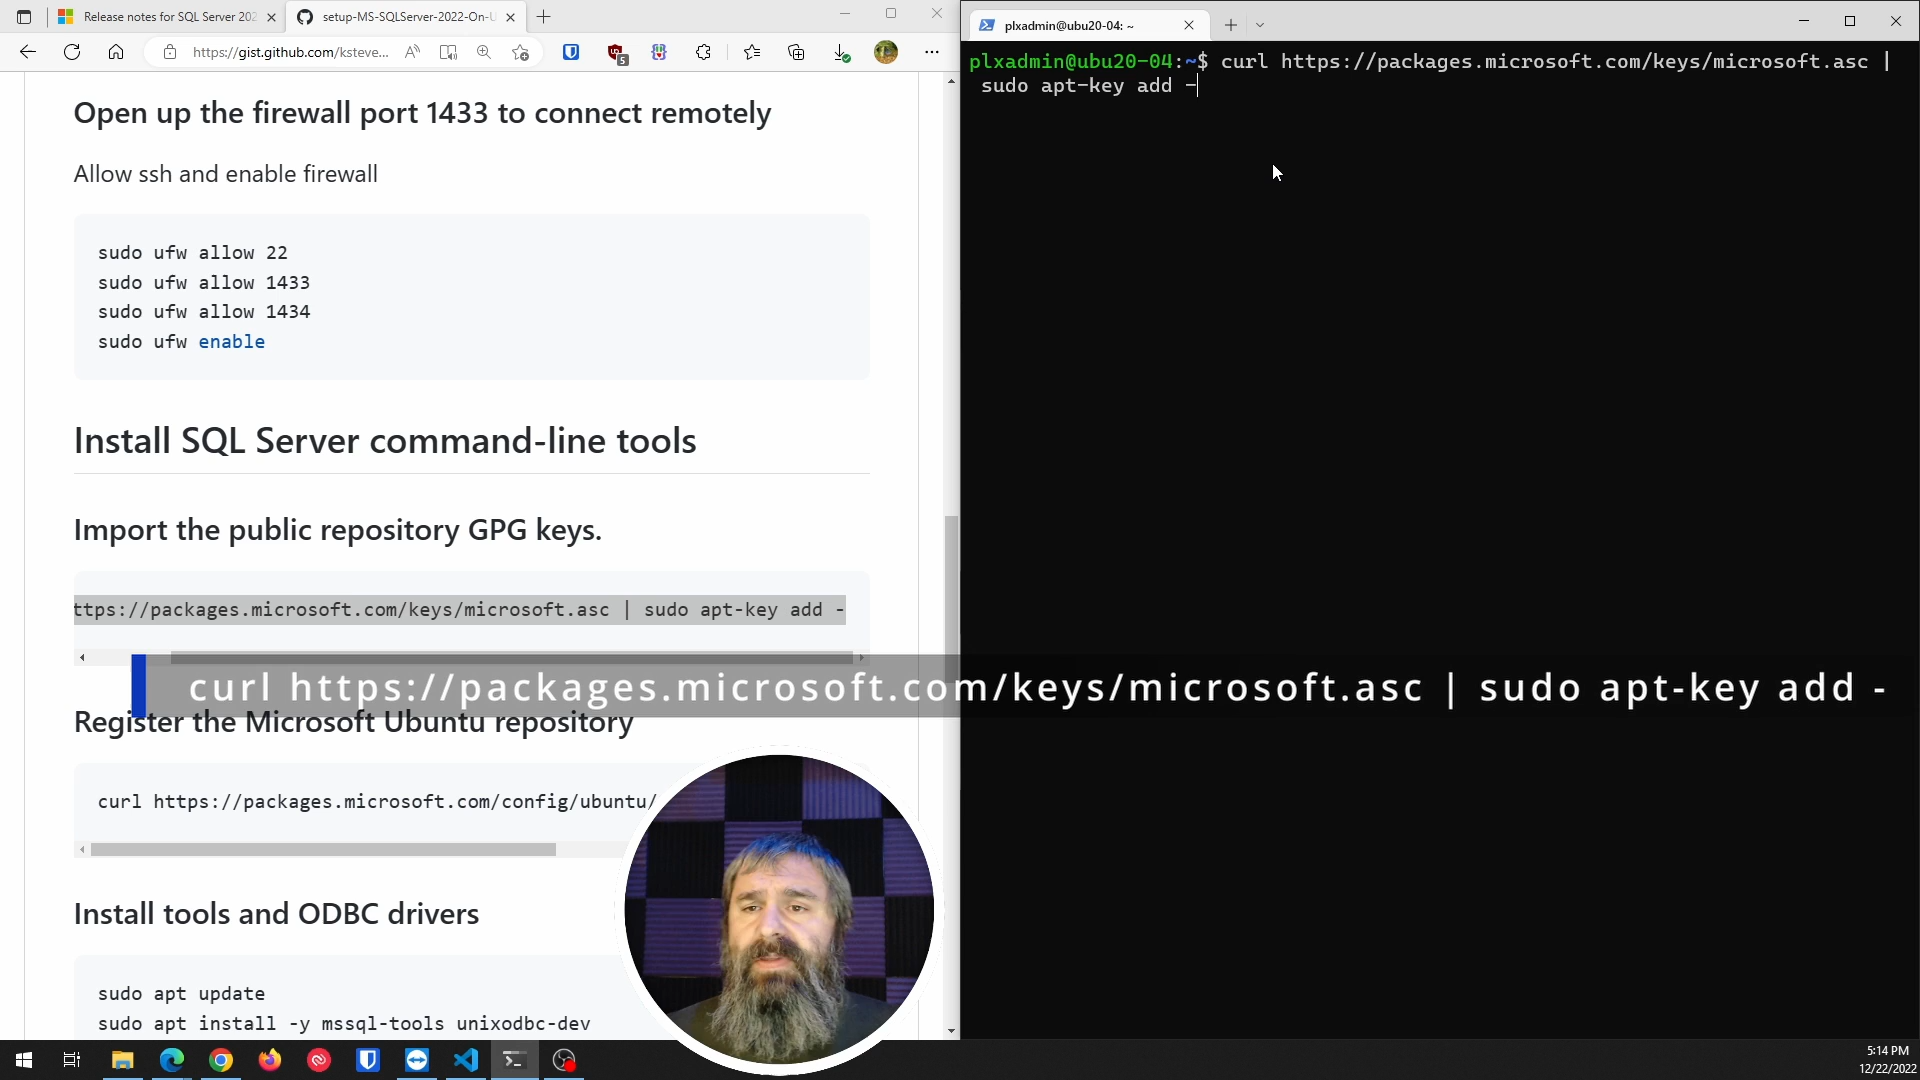 Release notes for SQL Server 202
setup-MS-SQLServer-2022-On-U
https://gist.github.com/ksteve...
5
Open up the firewall port 1433 to connect remotely
Allow ssh and enable firewall
sudo ufw allow 22
sudo ufw allow 1433
sudo ufw allow 1434
sudo ufw enable
Install SQL Server command-line tools
Import the public repository GPG keys.
ttps://packages.microsoft.com/keys/microsoft.asc | sudo apt-key add -
Register the Microsoft Ubuntu repository
curl https://packages.microsoft.com/config/ubuntu/
Install tools and ODBC drivers
sudo apt update
sudo apt install -y mssql-tools unixodbc-dev
plxadmin@ubu20-04: ~
plxadmin@ubu20-04:~$ curl https://packages.microsoft.com/keys/microsoft.asc |
sudo apt-key add -
curl https://packages.microsoft.com/keys/microsoft.asc | sudo apt-key add -
5:14 PM
12/22/2022